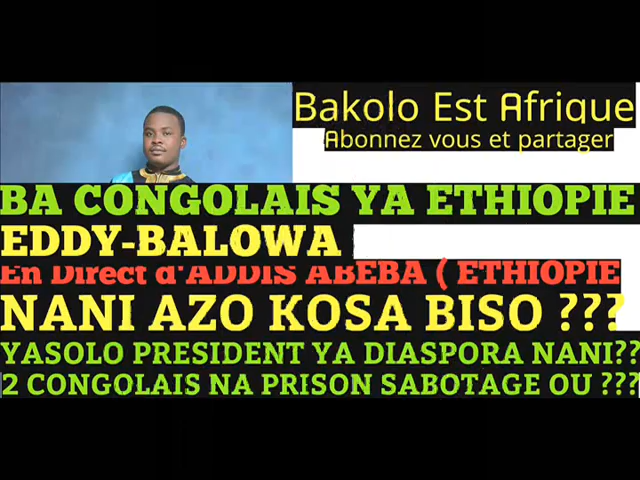 Bakolo Est Afrique
Abonnez vous et partager
BA CONGOLAIS YA ETHIOPIE
EDDY-BALOWA
En Direct d'ADDIS ABEBA ( ETHIOPIE
NANI AZO KOSA BISO ???
YASOLO PRESIDENT YA DIASPORA NANI??
2 CONGOLAIS NA PRISON SABOTAGE OU ???